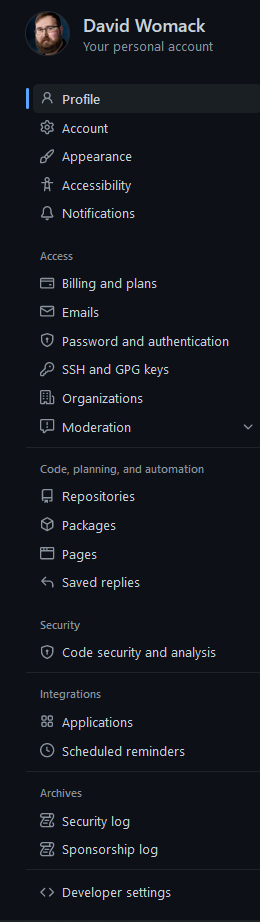 David Womack
Your personal account
Profile
Account
Appearance
Accessibility
Notifications
Access
Billing and plans
Emails
Password and authentication
SSH and GPG keys
Organizations
Moderation
Code, planning, and automation
Repositories
Packages
Pages
Saved replies
Security
Code security and analysis
Integrations
Applications
Scheduled reminders
Archives
Security log
Sponsorship log
Developer settings